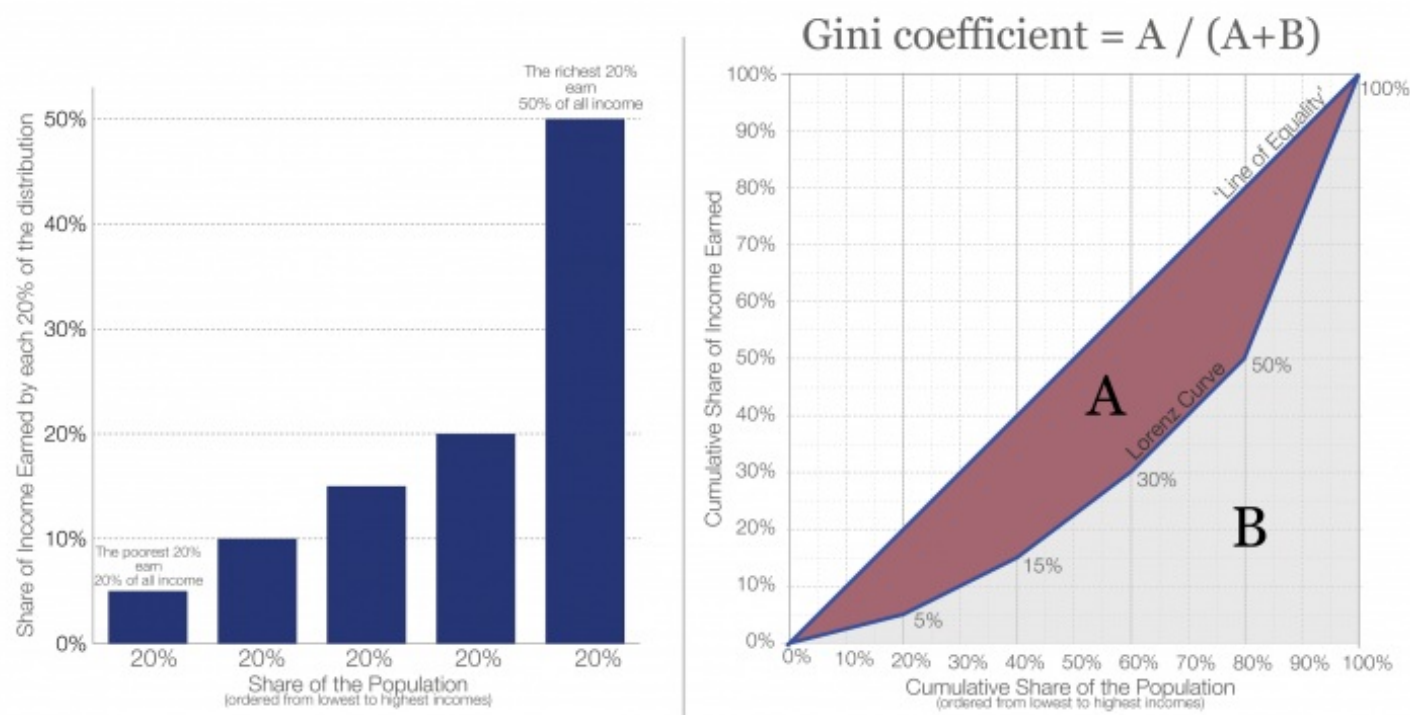 The richest 20%
earn
50% of all income
Share of Income Earned by each 20% of the distribution
50%
40%
30%
20%
10%
0%
The poorest 20%
earn
20% of all income
20% 20% 20% 20% 20%
Share of the Population
(ordered from lowest to highest incomes)
Gini coefficient = A / (A+B)
Cumulative Share of Income Earned
100%
90%
80%
70%
60%
50%
40%
30%
20%
10%
0%
100%
'Line of Equality'
A
Lorenz Curve
50%
30%
B
15%
5%
0% 10% 20% 30% 40% 50% 60% 70% 80% 90% 100%
Cumulative Share of the Population
(ordered from lowest to highest incomes)